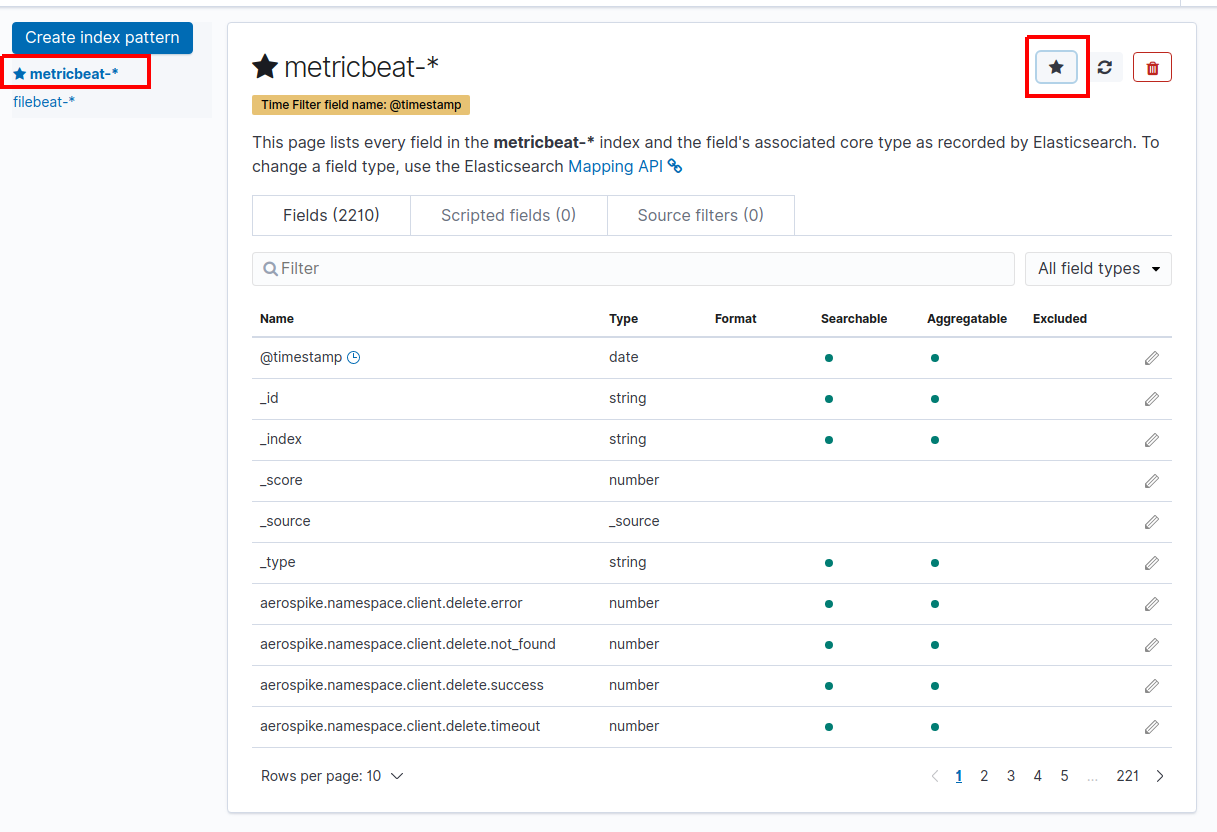 Create index pattern
metricbeat-*
filebeat-*
metricbeat-*
Time Filter field name: @timestamp
This page lists every field in the metricbeat-* index and the field's associated core type as recorded by Elasticsearch. To
change a field type, use the Elasticsearch Mapping API
Fields (2210) Scripted fields (0) Source filters (0)
Filter All field types
Name Type Format Searchable Aggregatable Excluded
@timestamp date
_id string
_index string
_score number
_source _source
_type string
aerospike.namespace.client.delete.error number
aerospike.namespace.client.delete.not_found number
aerospike.namespace.client.delete.success number
aerospike.namespace.client.delete.timeout number
Rows per page: 10 1 2 3 4 5 ... 221